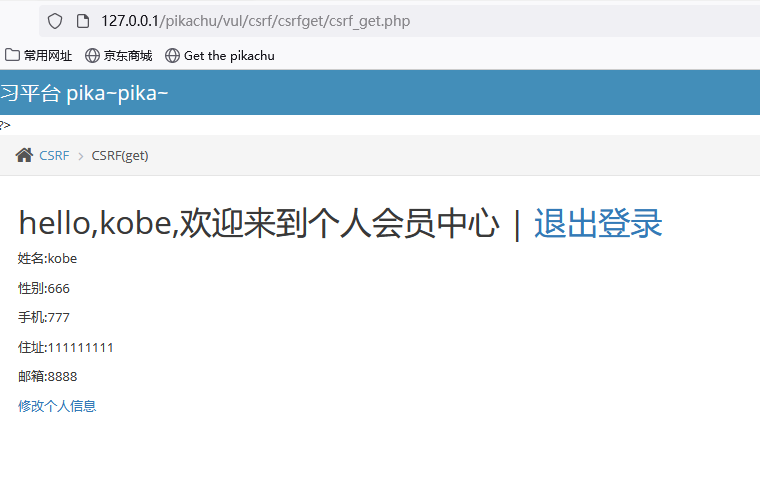 127.0.0.1/pikachu/vul/csrf/csrfget/csrf_get.php
常用网址 京东商城 Get the pikachu
习平台 pika~pika~
?>
CSRF > CSRF(get)
hello,kobe,欢迎来到个人会员中心 | 退出登录
姓名:kobe
性别:666
手机:777
住址:111111111
邮箱:8888
修改个人信息